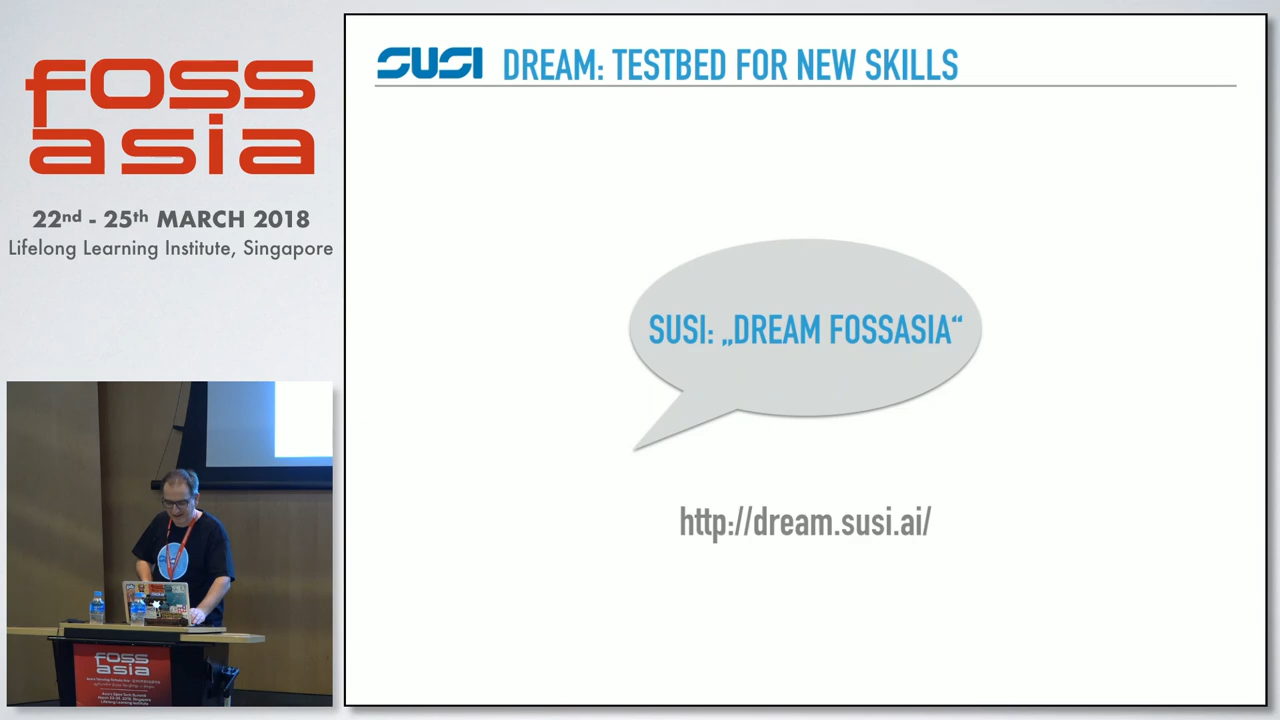 foss
asia
22nd - 25th MARCH 2018
Lifelong Learning Institute, Singapore
SUSI DREAM: TESTBED FOR NEW SKILLS
SUSI: „DREAM FOSSASIA“
http://dream.susi.ai/
foss
asia